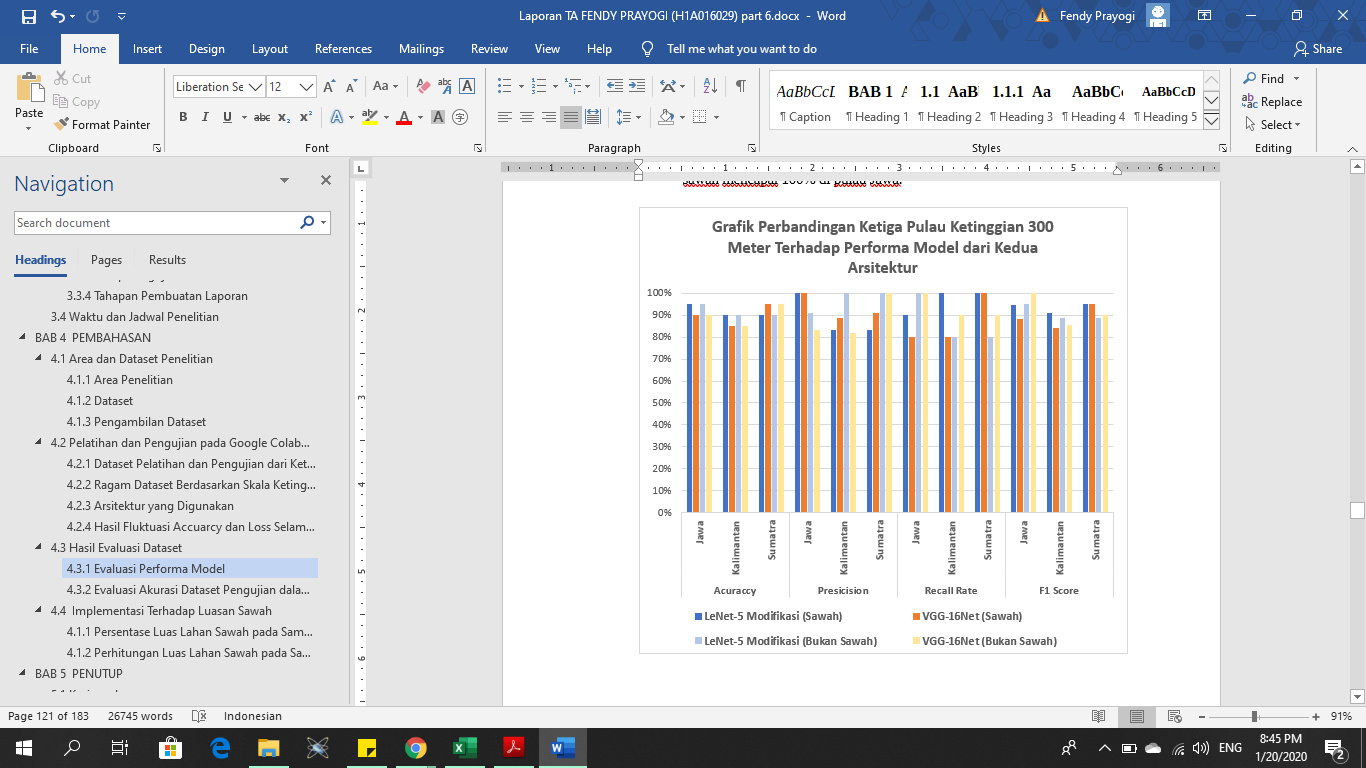 Laporan TA FENDY PRAYOGI (H1A016029) part 6.docx - Word
Fendy Prayogi
File Home Insert Design Layout References Mailings Review View Help Tell me what you want to do Share
Paste
Cut
Copy
Format Painter
Clipboard
Liberation Se 12
Font
Paragraph
AaBbCcL BAB 1 A 1.1 AaB 1.1.1 Aa AaBbCc AaBbCcD
¶ Caption ¶ Heading 1 ¶ Heading 2 ¶ Heading 3 ¶ Heading 4 ¶ Heading 5
Styles
Find
Replace
Select
Editing
Navigation
Search document
Headings Pages Results
3.3.4 Tahapan Pembuatan Laporan
3.4 Waktu dan Jadwal Penelitian
BAB 4 PEMBAHASAN
4.1 Area dan Dataset Penelitian
4.1.1 Area Penelitian
4.1.2 Dataset
4.1.3 Pengambilan Dataset
4.2 Pelatihan dan Pengujian pada Google Colab...
4.2.1 Dataset Pelatihan dan Pengujian dari Ket...
4.2.2 Ragam Dataset Berdasarkan Skala Keting...
4.2.3 Arsitektur yang Digunakan
4.2.4 Hasil Fluktuasi Accuarcy dan Loss Selam...
4.3 Hasil Evaluasi Dataset
4.3.1 Evaluasi Performa Model
4.3.2 Evaluasi Akurasi Dataset Pengujian dala...
4.4 Implementasi Terhadap Luasan Sawah
4.1.1 Persentase Luas Lahan Sawah pada Sam...
4.1.2 Perhitungan Luas Lahan Sawah pada Sa...
BAB 5 PENUTUP
sawah mencapai 100% di pulau Jawa.
Grafik Perbandingan Ketiga Pulau Ketinggian 300
Meter Terhadap Performa Model dari Kedua
Arsitektur
100%
90%
80%
70%
60%
50%
40%
30%
20%
10%
0%
Jawa Kalimantan Sumatra Jawa Kalimantan Sumatra Jawa Kalimantan Sumatra Jawa Kalimantan Sumatra
Acuraccy Presicision Recall Rate F1 Score
LeNet-5 Modifikasi (Sawah) VGG-16Net (Sawah)
LeNet-5 Modifikasi (Bukan Sawah) VGG-16Net (Bukan Sawah)
Page 121 of 183 26745 words Indonesian 91%
ENG
8:45 PM
1/20/2020
2